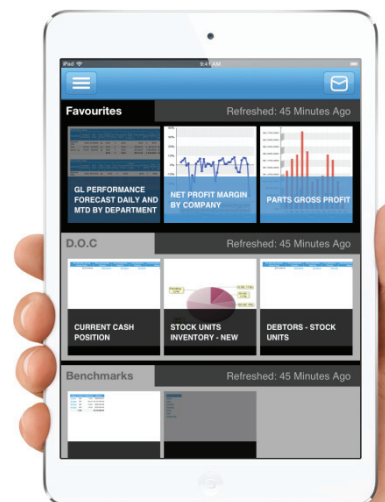 iPad
9:41 AM
Favourites
Refreshed: 45 Minutes Ago
GL PERFORMANCE
FORECAST DAILY AND
MTD BY DEPARTMENT
NET PROFIT MARGIN
BY COMPANY
PARTS GROSS PROFIT
D.O.C
Refreshed: 45 Minutes Ago
CURRENT CASH
POSITION
STOCK UNITS
INVENTORY - NEW
DEBTORS - STOCK
UNITS
Benchmarks
Refreshed: 45 Minutes Ago